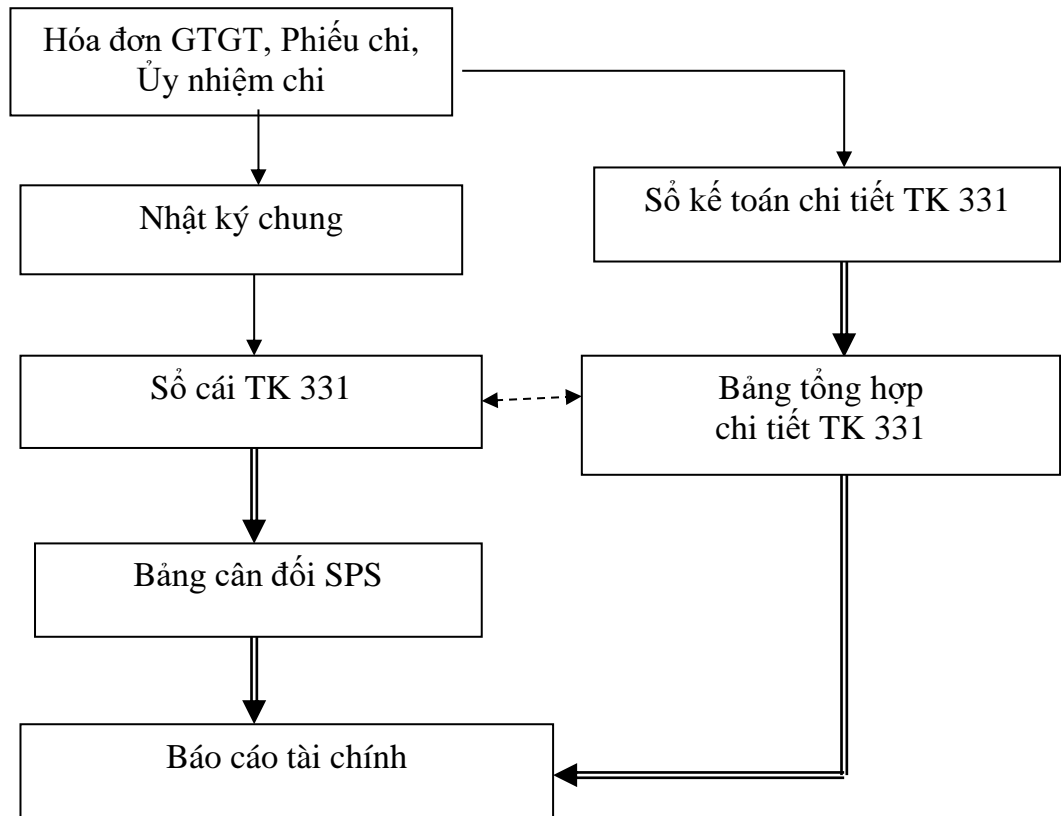 Hóa đơn GTGT, Phiếu chi,
Ủy nhiệm chi
Nhật ký chung
Sổ kế toán chi tiết TK 331
Sổ cái TK 331
Bảng tổng hợp
chi tiết TK 331
Bảng cân đối SPS
Báo cáo tài chính